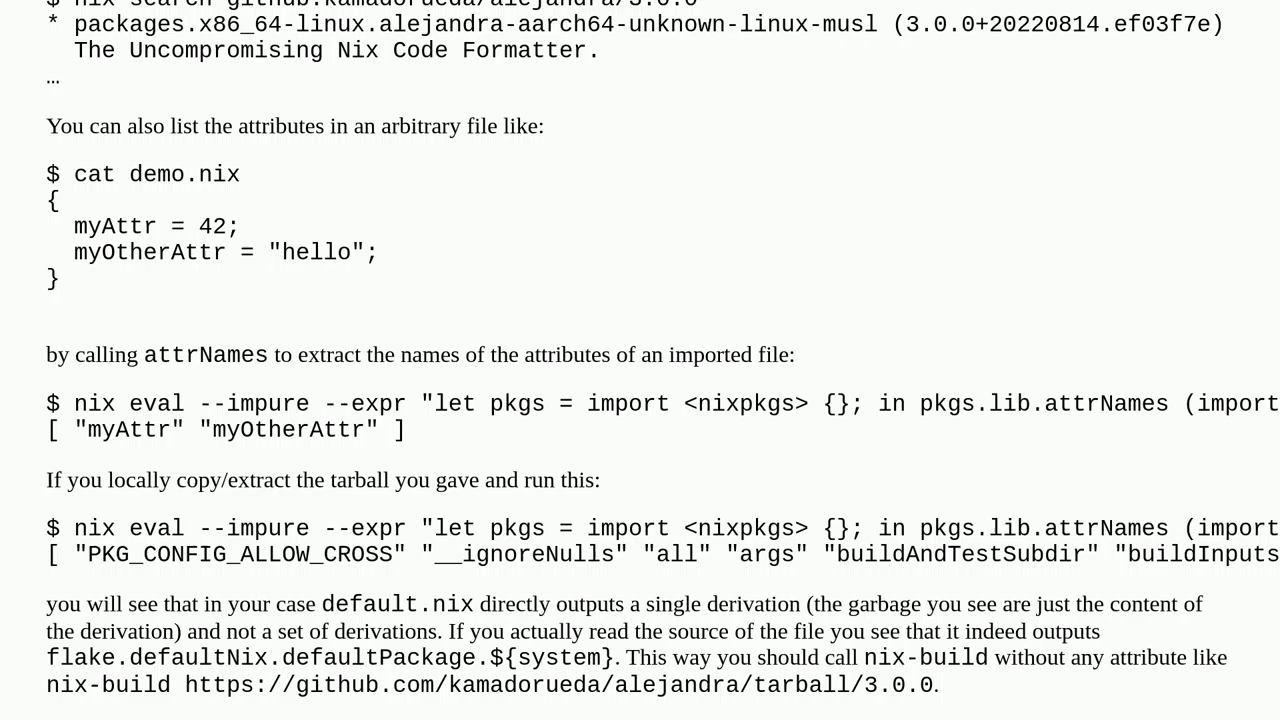 $ nix search github:kamadorueda/alejandra/3.0.0
* packages.x86_64-linux.alejandra-aarch64-unknown-linux-musl (3.0.0+20220814.ef03f7e)
  The Uncompromising Nix Code Formatter.
…
You can also list the attributes in an arbitrary file like:
$ cat demo.nix
{
  myAttr = 42;
  myOtherAttr = "hello";
}
by calling attrNames to extract the names of the attributes of an imported file:
$ nix eval --impure --expr "let pkgs = import <nixpkgs> {}; in pkgs.lib.attrNames (import
[ "myAttr" "myOtherAttr" ]
If you locally copy/extract the tarball you gave and run this:
$ nix eval --impure --expr "let pkgs = import <nixpkgs> {}; in pkgs.lib.attrNames (import
[ "PKG_CONFIG_ALLOW_CROSS" "__ignoreNulls" "all" "args" "buildAndTestSubdir" "buildInputs
you will see that in your case default.nix directly outputs a single derivation (the garbage you see are just the content of
the derivation) and not a set of derivations. If you actually read the source of the file you see that it indeed outputs
flake.defaultNix.defaultPackage.${system}. This way you should call nix-build without any attribute like
nix-build https://github.com/kamadorueda/alejandra/tarball/3.0.0.